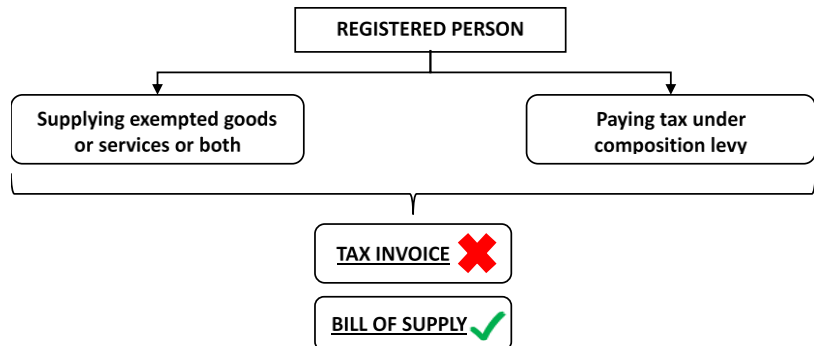 REGISTERED PERSON
Supplying exempted goods
or services or both
Paying tax under
composition levy
TAX INVOICE
BILL OF SUPPLY